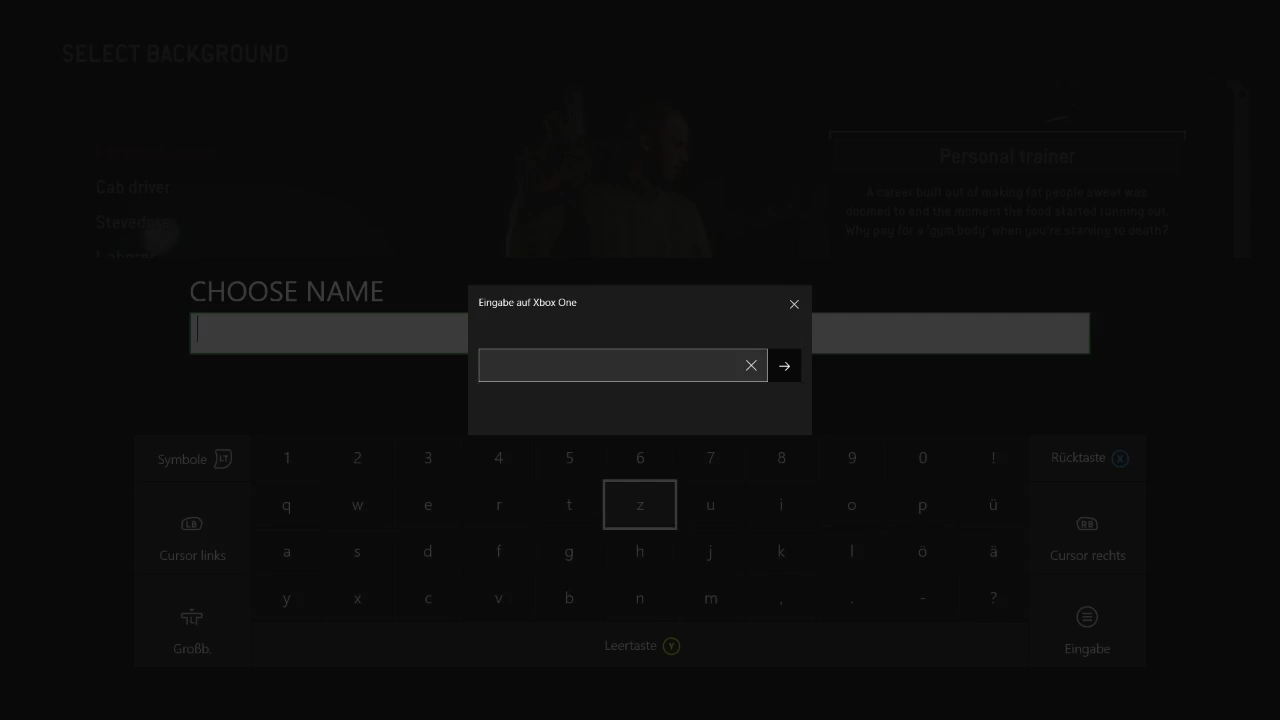 SELECT BACKGROUND
Cab driver
Stevedore
Personal trainer
A career built out of making fat people sweat was
doomed to end the moment the food started running out.
Why pay for a 'gym body' when you're starving to death?
CHOOSE NAME
Eingabe auf Xbox One
Symbole LT 1 2 3 4 5 6 7 8 9 0 ! Rücktaste X
q w e r t z u i o p ü
LB RB
Cursor links a s d f g h j k l ö ä Cursor rechts
y x c v b n m , . - ?
Großb. Leertaste Y Eingabe